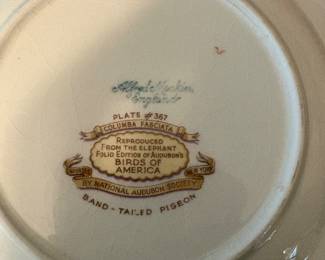 Alfred Meakin
England
PLATE #367
COLUMBA FASCIATA
REPRODUCED
FROM THE ELEPHANT
FOLIO EDITION OF AUDUBON'S
BIRDS OF
AMERICA
BY NATIONAL AUDUBON SOCIETY
BAND-TAILED PIGEON